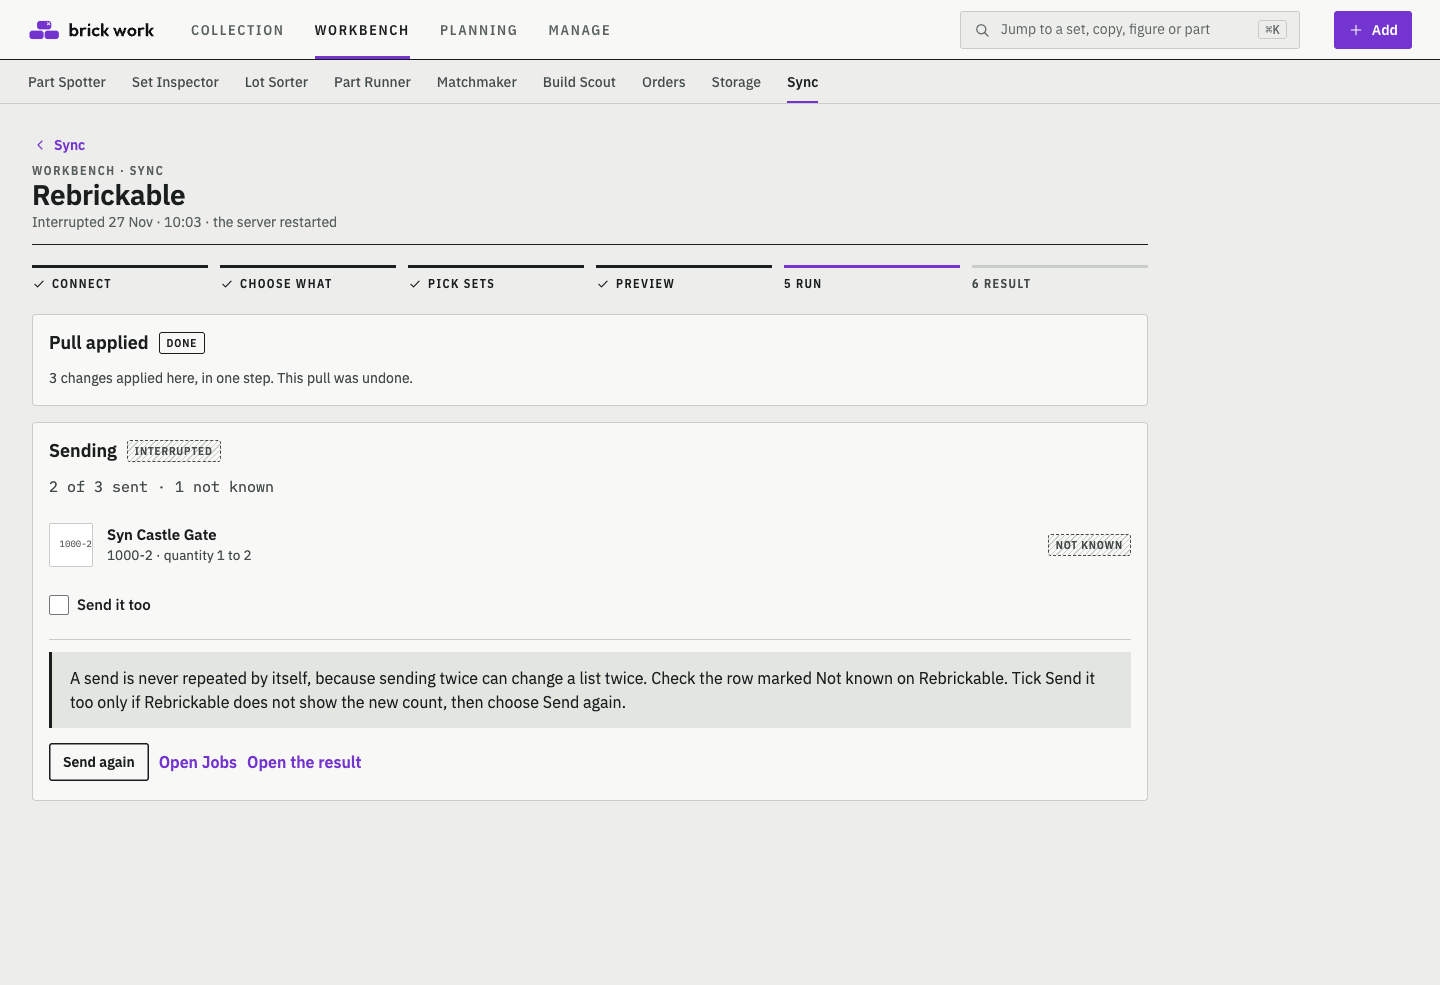 brick work
COLLECTION
WORKBENCH
PLANNING
MANAGE
Jump to a set, copy, figure or part
⌘K
+ Add
Part Spotter
Set Inspector
Lot Sorter
Part Runner
Matchmaker
Build Scout
Orders
Storage
Sync
Sync
WORKBENCH · SYNC
Rebrickable
Interrupted 27 Nov · 10:03 · the server restarted
CONNECT
CHOOSE WHAT
PICK SETS
PREVIEW
5 RUN
6 RESULT
Pull applied
DONE
3 changes applied here, in one step. This pull was undone.
Sending
INTERRUPTED
2 of 3 sent · 1 not known
1000-2
Syn Castle Gate
1000-2 · quantity 1 to 2
NOT KNOWN
Send it too
A send is never repeated by itself, because sending twice can change a list twice. Check the row marked Not known on Rebrickable. Tick Send it
too only if Rebrickable does not show the new count, then choose Send again.
Send again
Open Jobs
Open the result